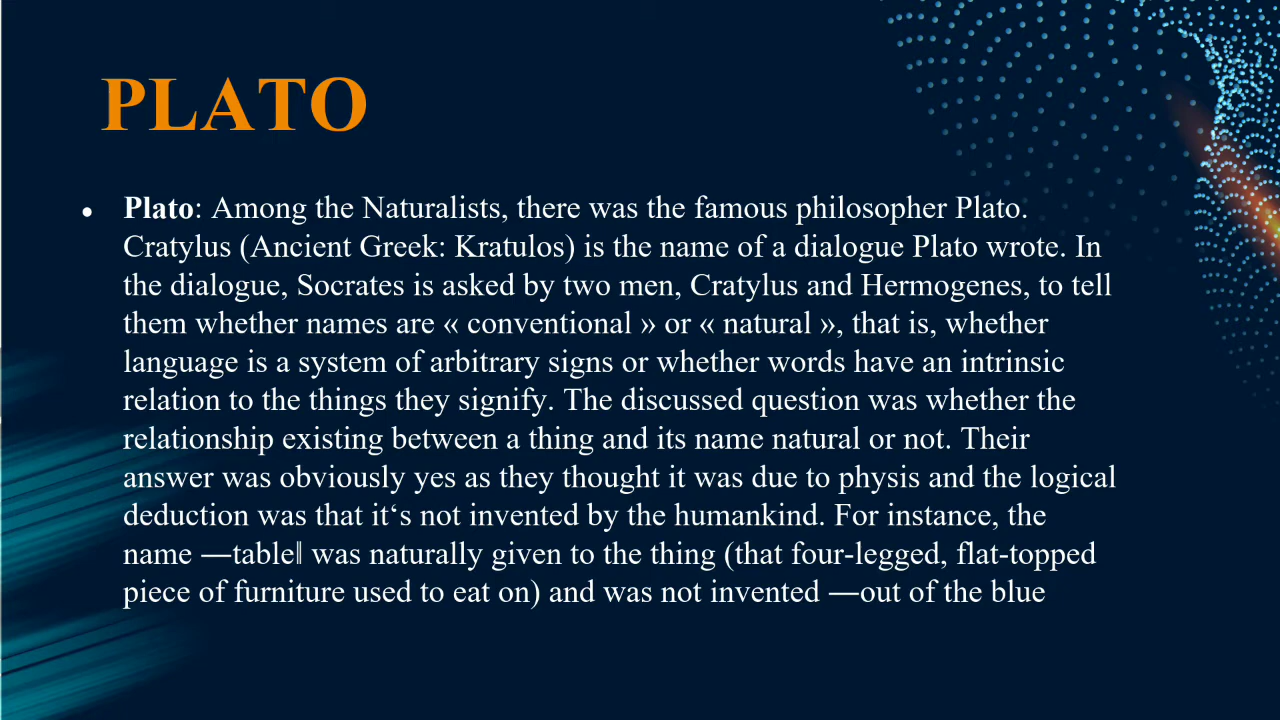 PLATO
• Plato: Among the Naturalists, there was the famous philosopher Plato.
Cratylus (Ancient Greek: Kratulos) is the name of a dialogue Plato wrote. In
the dialogue, Socrates is asked by two men, Cratylus and Hermogenes, to tell
them whether names are « conventional » or « natural », that is, whether
language is a system of arbitrary signs or whether words have an intrinsic
relation to the things they signify. The discussed question was whether the
relationship existing between a thing and its name natural or not. Their
answer was obviously yes as they thought it was due to physis and the logical
deduction was that it‘s not invented by the humankind. For instance, the
name ―table‖ was naturally given to the thing (that four-legged, flat-topped
piece of furniture used to eat on) and was not invented ―out of the blue